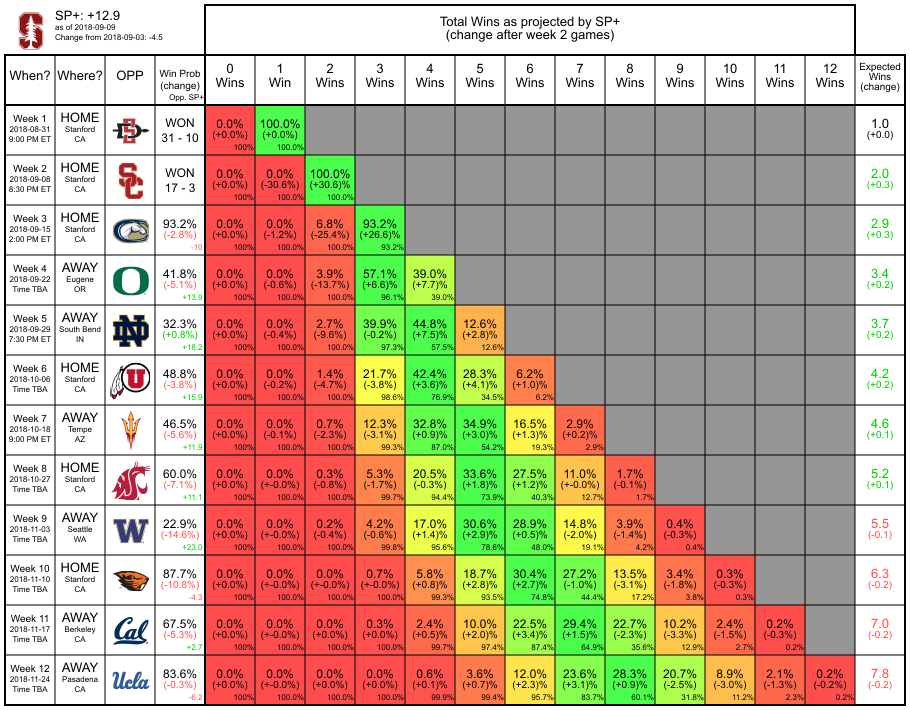 SP+: +12.9
as of 2018-09-09
Change from 2018-09-03: -4.5
Total Wins as projected by SP+
(change after week 2 games)
When? Where? OPP Win Prob (change) Opp. SP+ 0 Wins 1 Win 2 Wins 3 Wins 4 Wins 5 Wins 6 Wins 7 Wins 8 Wins 9 Wins 10 Wins 11 Wins 12 Wins Expected Wins (change)
Week 1 HOME WON 0.0% 100.0% 1.0
2018-08-31 Stanford SD 31 - 10 (+0.0%) (+0.0%) (+0.0)
9:00 PM ET CA 100% 100.0%
Week 2 HOME SC WON 0.0% 0.0% 100.0% 2.0
2018-09-08 Stanford 17 - 3 (+0.0%) (-30.6%) (+30.6)% (+0.3)
8:30 PM ET CA 100% 100.0% 100.0%
Week 3 HOME 93.2% 0.0% 0.0% 6.8% 93.2% 2.9
2018-09-15 Stanford (-2.8%) (+0.0%) (-1.2%) (-25.4%) (+26.6)% (+0.3)
2:00 PM ET CA -10 100% 100.0% 100.0% 93.2%
Week 4 AWAY O 41.8% 0.0% 0.0% 3.9% 57.1% 39.0% 3.4
2018-09-22 Eugene (-5.1%) (+0.0%) (-0.6%) (-13.7%) (+6.6)% (+7.7)% (+0.2)
Time TBA OR +13.9 100% 100.0% 100.0% 96.1% 39.0%
Week 5 AWAY ND 32.3% 0.0% 0.0% 2.7% 39.9% 44.8% 12.6% 3.7
2018-09-29 South Bend (+0.8%) (+0.0%) (-0.4%) (-9.6%) (-0.2)% (+7.5)% (+2.8)% (+0.2)
7:30 PM ET IN +18.2 100% 100.0% 100.0% 97.3% 57.5% 12.6%
Week 6 HOME U 48.8% 0.0% 0.0% 1.4% 21.7% 42.4% 28.3% 6.2% 4.2
2018-10-06 Stanford (-3.8%) (+0.0%) (-0.2%) (-4.7%) (-3.8%) (+3.6)% (+4.1)% (+1.0)% (+0.2)
Time TBA CA +15.9 100% 100.0% 100.0% 98.6% 76.9% 34.5% 6.2%
Week 7 AWAY 46.5% 0.0% 0.0% 0.7% 12.3% 32.8% 34.9% 16.5% 2.9% 4.6
2018-10-18 Tempe (-5.6%) (+0.0%) (-0.1%) (-2.3%) (-3.1%) (+0.9)% (+3.0)% (+1.3)% (+0.2)% (+0.1)
9:00 PM ET AZ +11.9 100% 100.0% 100.0% 99.3% 87.0% 54.2% 19.3% 2.9%
Week 8 HOME 60.0% 0.0% 0.0% 0.3% 5.3% 20.5% 33.6% 27.5% 11.0% 1.7% 5.2
2018-10-27 Stanford (-7.1%) (+0.0%) (+-0.0%) (-0.8%) (-1.7%) (-0.3%) (+1.8)% (+1.2)% (+-0.0%) (-0.1%) (+0.1)
Time TBA CA +11.1 100% 100.0% 100.0% 99.7% 94.4% 73.9% 40.3% 12.7% 1.7%
Week 9 AWAY W 22.9% 0.0% 0.0% 0.2% 4.2% 17.0% 30.6% 28.9% 14.8% 3.9% 0.4% 5.5
2018-11-03 Seattle (-14.6%) (+0.0%) (+-0.0%) (-0.4%) (-0.6%) (+1.4)% (+2.9)% (+0.5)% (-2.0%) (-1.4%) (-0.3%) (-0.1)
Time TBA WA +23.0 100% 100.0% 100.0% 99.8% 95.6% 78.6% 48.0% 19.1% 4.2% 0.4%
Week 10 HOME 87.7% 0.0% 0.0% 0.0% 0.7% 5.8% 18.7% 30.4% 27.2% 13.5% 3.4% 0.3% 6.3
2018-11-10 Stanford (-10.8%) (+0.0%) (+-0.0%) (+-0.0%) (+-0.0%) (+0.8)% (+2.8)% (+2.7)% (-1.0%) (-3.1%) (-1.8%) (-0.3%) (-0.2)
Time TBA CA -4.3 100% 100.0% 100.0% 100.0% 99.3% 93.5% 74.8% 44.4% 17.2% 3.8% 0.3%
Week 11 AWAY Cal 67.5% 0.0% 0.0% 0.0% 0.3% 2.4% 10.0% 22.5% 29.4% 22.7% 10.2% 2.4% 0.2% 7.0
2018-11-17 Berkeley (-5.3%) (+0.0%) (+-0.0%) (+-0.0%) (+-0.0%) (+0.5)% (+2.0)% (+3.4)% (+1.5)% (-2.3%) (-3.3%) (-1.5%) (-0.3%) (-0.2)
Time TBA CA +2.7 100% 100.0% 100.0% 100.0% 99.7% 97.4% 87.4% 64.9% 35.6% 12.9% 2.7% 0.2%
Week 12 AWAY Ucla 83.6% 0.0% 0.0% 0.0% 0.0% 0.6% 3.6% 12.0% 23.6% 28.3% 20.7% 8.9% 2.1% 0.2% 7.8
2018-11-24 Pasadena (-0.3%) (+0.0%) (+-0.0%) (+-0.0%) (+-0.0%) (+0.1)% (+0.7)% (+2.3)% (+3.1)% (+0.9)% (-2.5%) (-3.0)% (-1.3%) (-0.2%) (-0.2)
Time TBA CA -6.2 100% 100.0% 100.0% 100.0% 99.9% 99.4% 95.7% 83.7% 60.1% 31.8% 11.2% 2.3% 0.2%